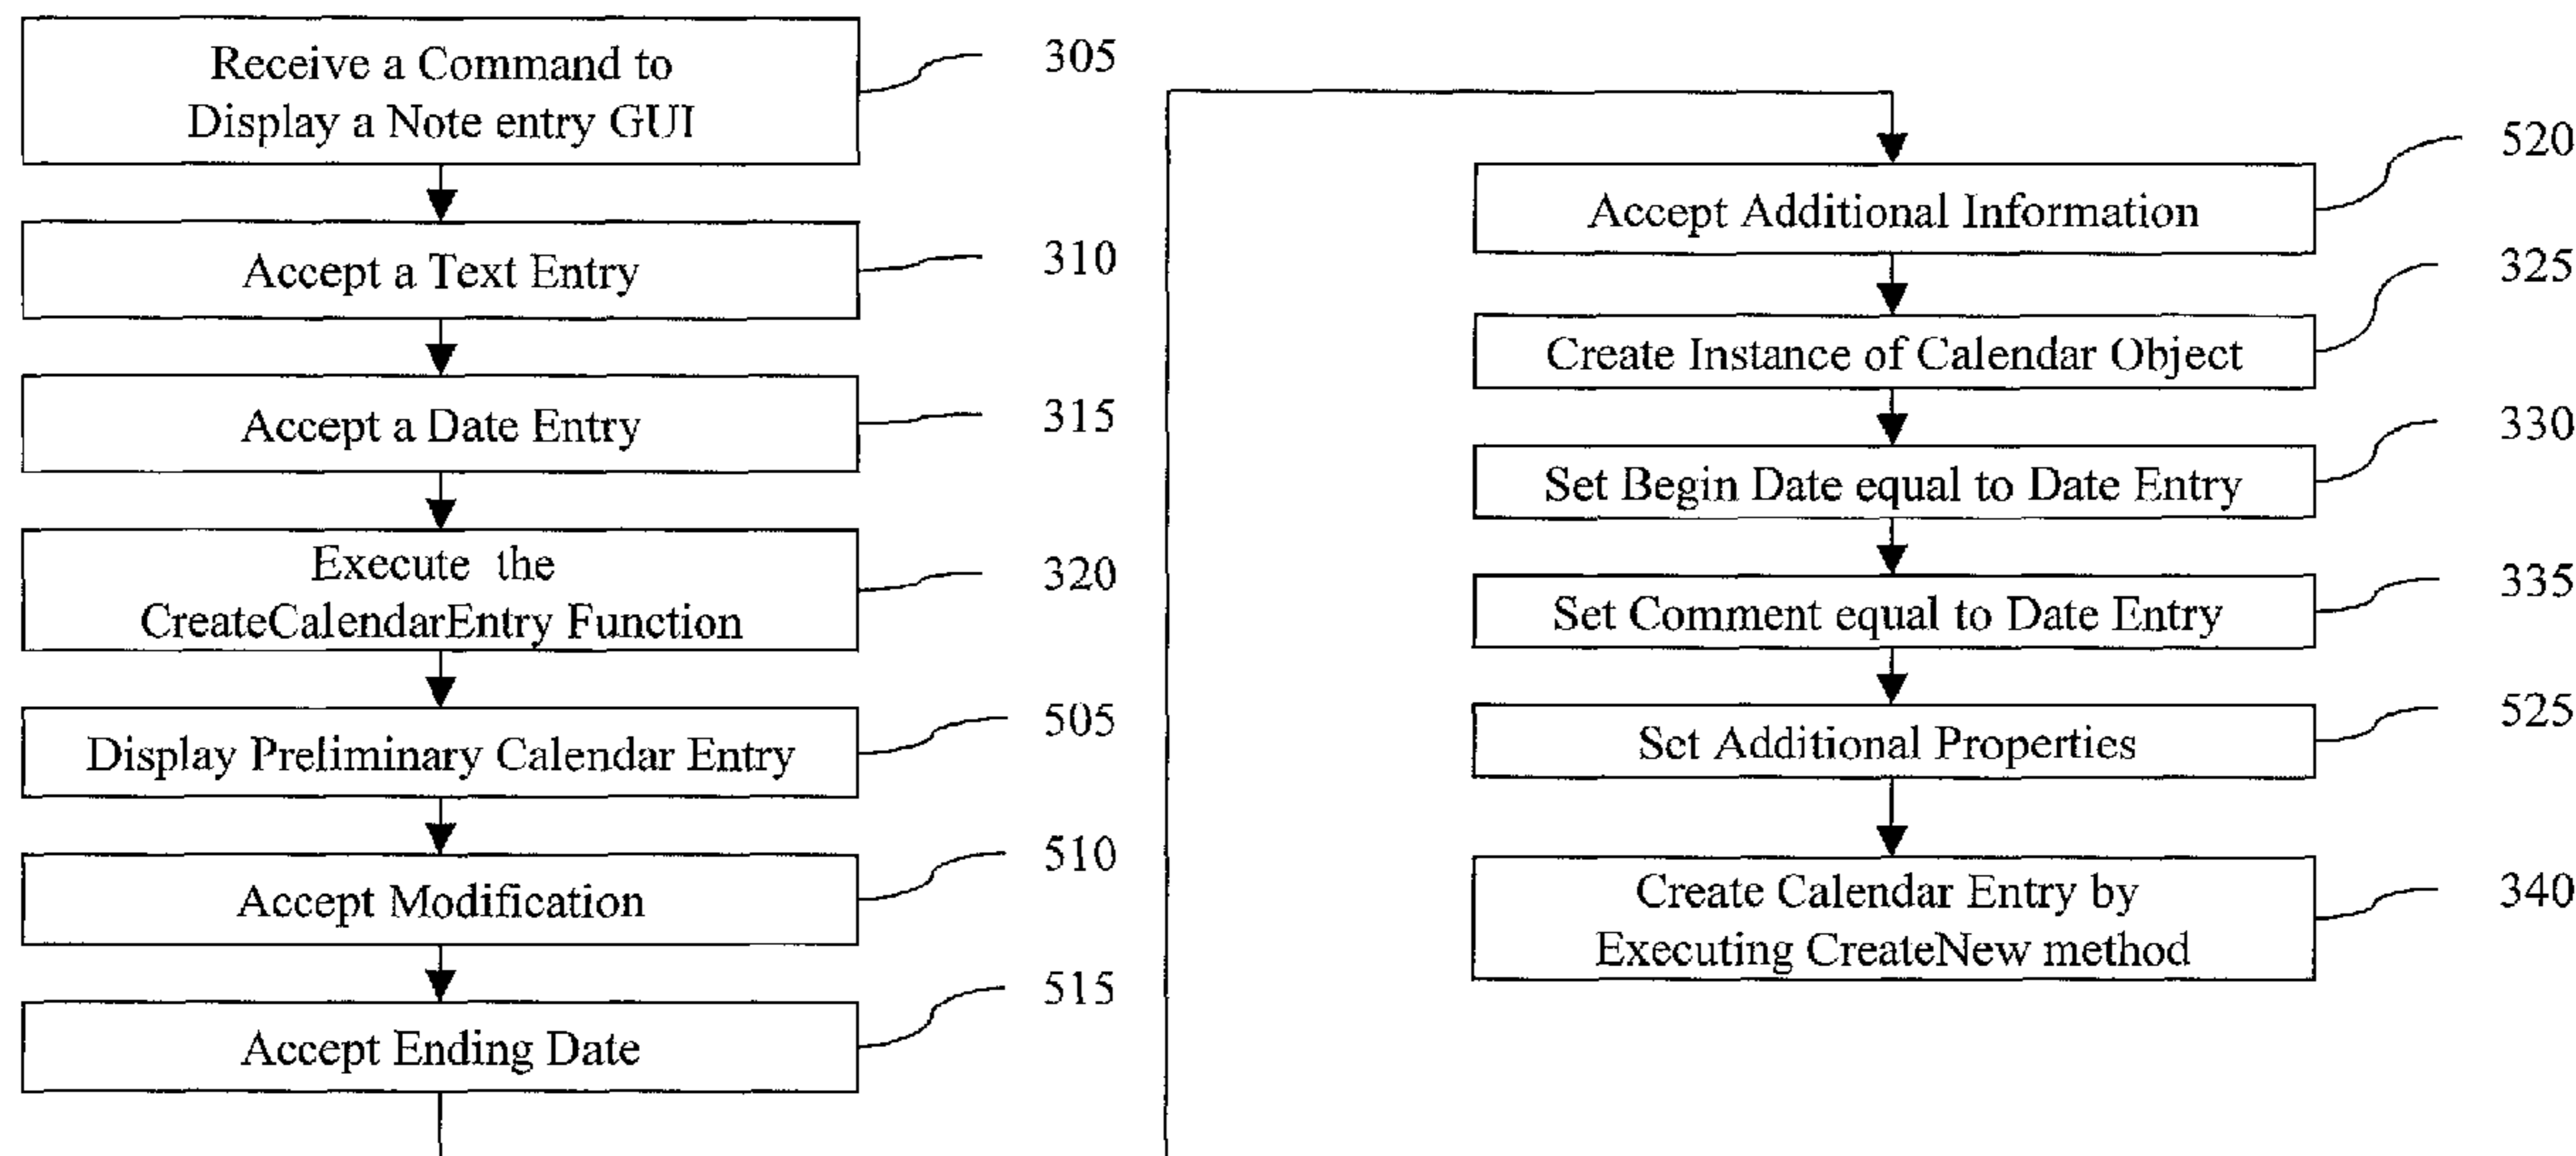 Receive a Command to
Display a Note entry GUI
305
Accept a Text Entry
310
Accept a Date Entry
315
Execute the
CreateCalendarEntry Function
320
Display Preliminary Calendar Entry
505
Accept Modification
510
Accept Ending Date
515
Accept Additional Information
520
Create Instance of Calendar Object
325
Set Begin Date equal to Date Entry
330
Set Comment equal to Date Entry
335
Set Additional Properties
525
Create Calendar Entry by
Executing CreateNew method
340